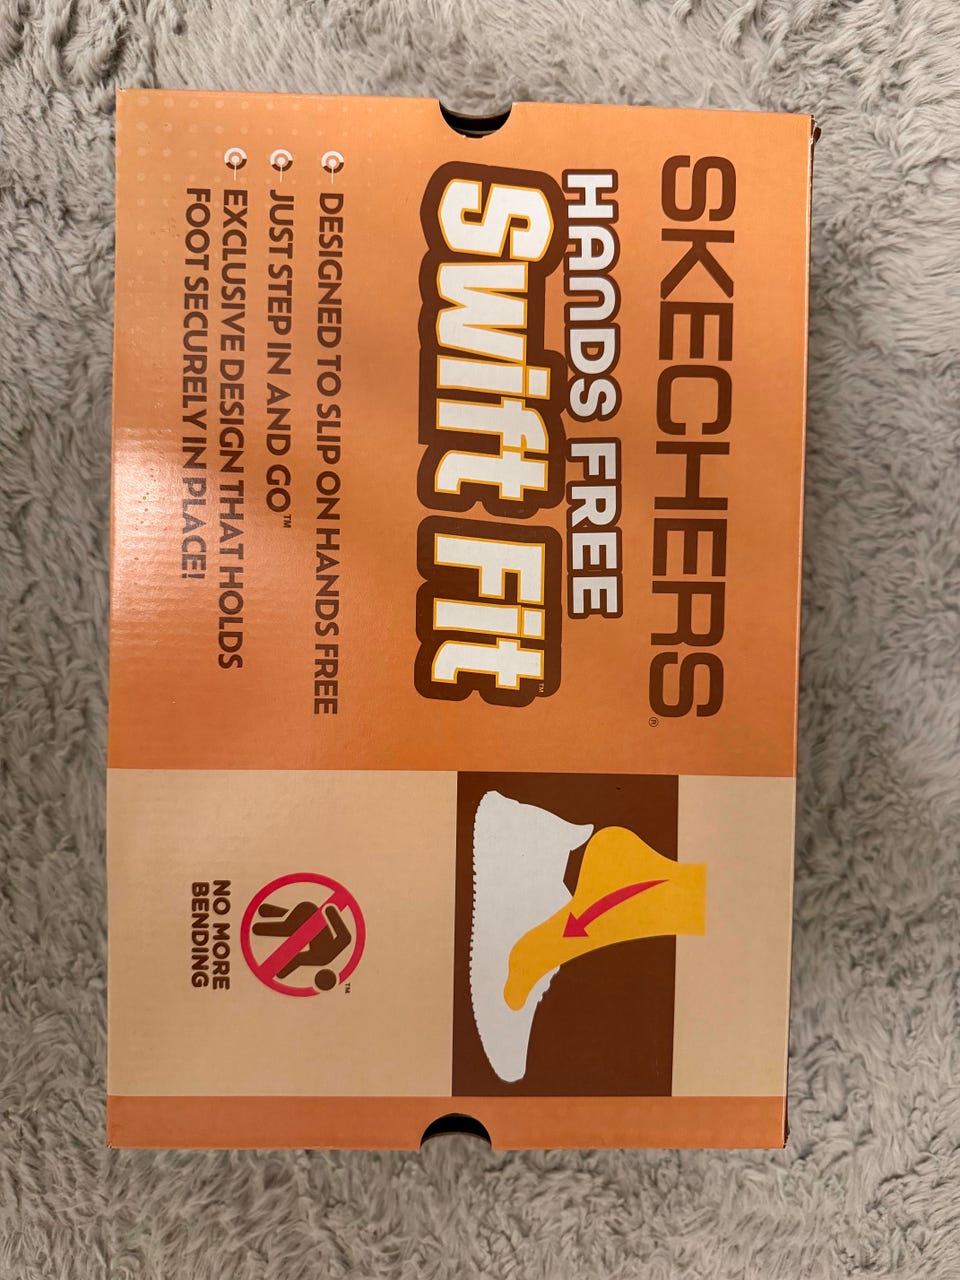 SKECHERS®
HANDS FREE
Swift Fit™
DESIGNED TO SLIP ON HANDS FREE
JUST STEP IN AND GO™
EXCLUSIVE DESIGN THAT HOLDS
FOOT SECURELY IN PLACE!
™
NO MORE
BENDING